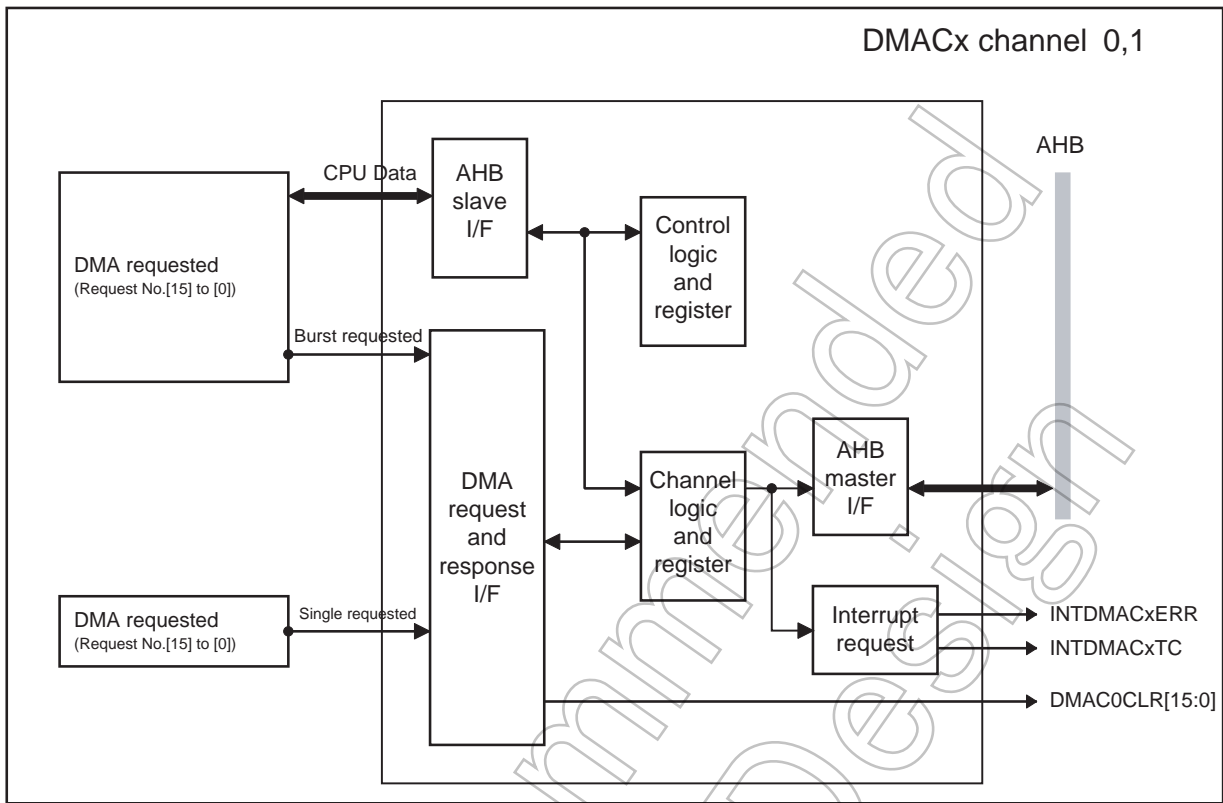 DMACx channel 0,1
AHB
CPU Data
AHB
slave
I/F
Control
logic
and
register
DMA requested
(Request No.[15] to [0])
Burst requested
DMA
request
and
response
I/F
Channel
logic
and
register
AHB
master
I/F
DMA requested
(Request No.[15] to [0])
Single requested
Interrupt
request
INTDMACxERR
INTDMACxTC
DMAC0CLR[15:0]
mmended
Design